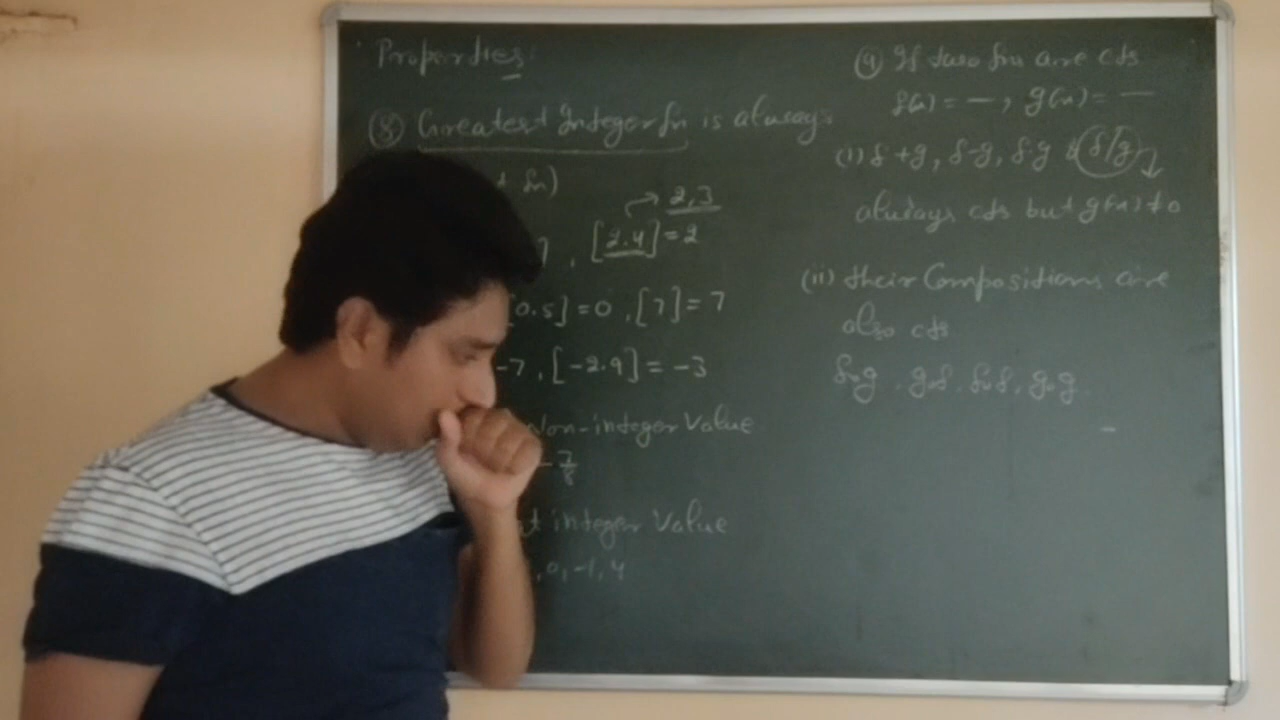 Properties:
(8) Greatest Integer fn is always
t fn)
→ 2,3
, [2.4]=2
[0.5]=0 , [7]=7
-7 , [-2.9] = -3
Non-integer Value
7/8
t integer Value
, 0, -1, 4
(9) If two fns are cts
f(x) = — , g(x) = —
(i) f+g, f-g, f.g & f/g
always cts but g(x) ≠ 0
(ii) their Compositions are
also cts
fog , gof , fof , gog